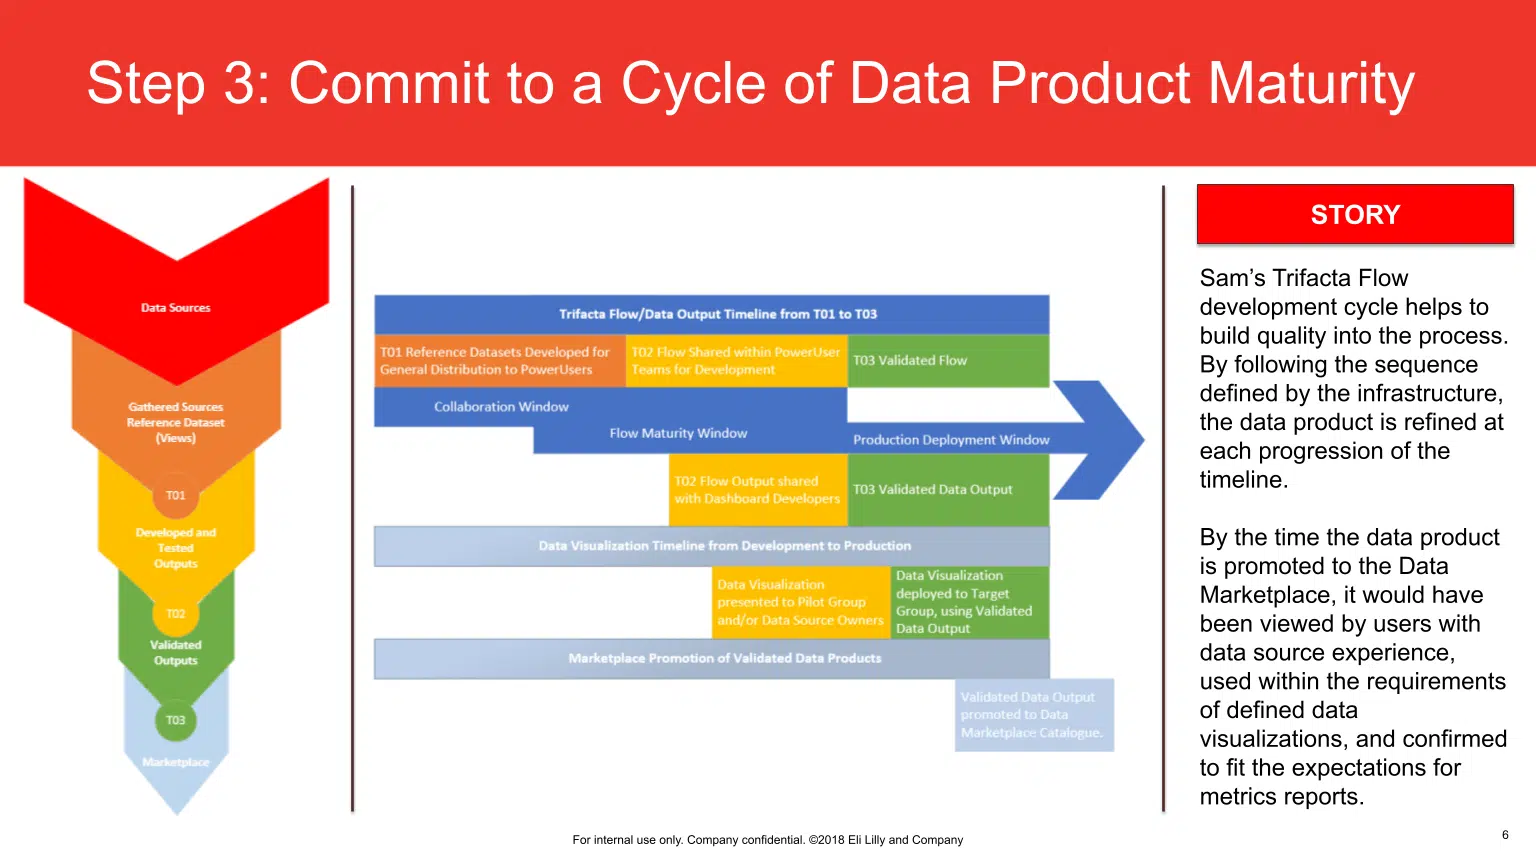 Step 3: Commit to a Cycle of Data Product Maturity
Data Sources
Gathered Sources
Reference Dataset
(Views)
T01
Developed and
Tested
Outputs
T02
Validated
Outputs
T03
Marketplace
Trifacta Flow/Data Output Timeline from T01 to T03
T01 Reference Datasets Developed for
General Distribution to PowerUsers
T02 Flow Shared within PowerUser
Teams for Development
T03 Validated Flow
Collaboration Window
Flow Maturity Window
Production Deployment Window
T02 Flow Output shared
with Dashboard Developers
T03 Validated Data Output
Data Visualization Timeline from Development to Production
Data Visualization
presented to Pilot Group
and/or Data Source Owners
Data Visualization
deployed to Target
Group, using Validated
Data Output
Marketplace Promotion of Validated Data Products
Validated Data Output
promoted to Data
Marketplace Catalogue.
STORY
Sam’s Trifacta Flow
development cycle helps to
build quality into the process.
By following the sequence
defined by the infrastructure,
the data product is refined at
each progression of the
timeline.
By the time the data product
is promoted to the Data
Marketplace, it would have
been viewed by users with
data source experience,
used within the requirements
of defined data
visualizations, and confirmed
to fit the expectations for
metrics reports.
For internal use only. Company confidential. ©2018 Eli Lilly and Company
6